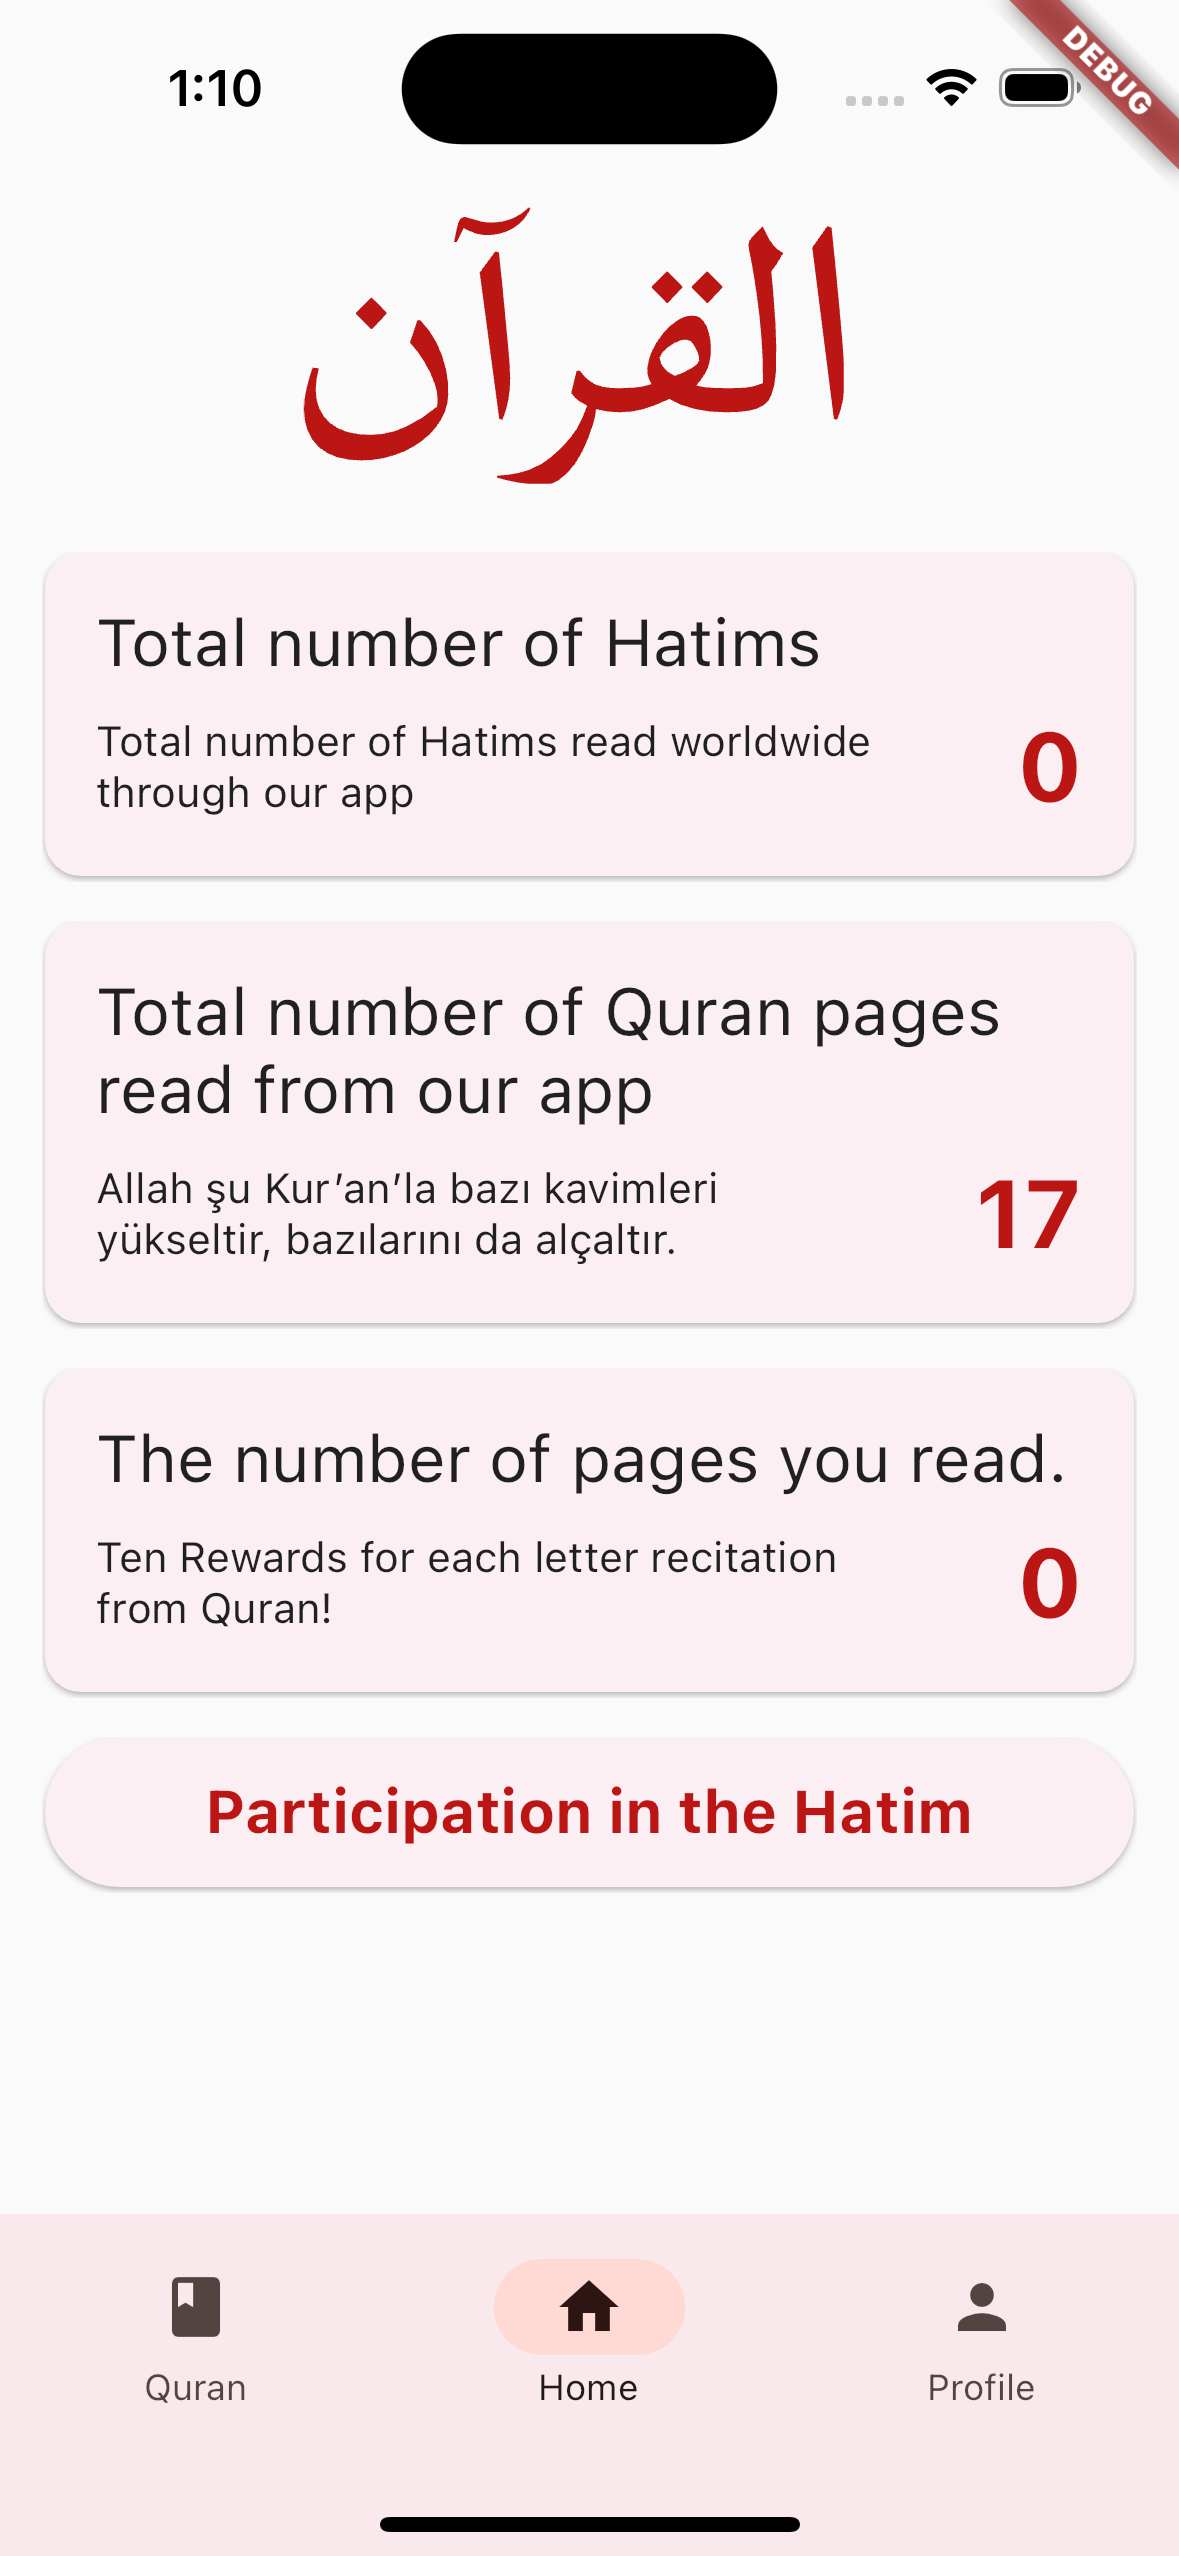 1:10
DEBUG
القرآن
Total number of Hatims
Total number of Hatims read worldwide
through our app
0
Total number of Quran pages
read from our app
Allah şu Kur’an’la bazı kavimleri
yükseltir, bazılarını da alçaltır.
17
The number of pages you read.
Ten Rewards for each letter recitation
from Quran!
0
Participation in the Hatim
Quran
Home
Profile